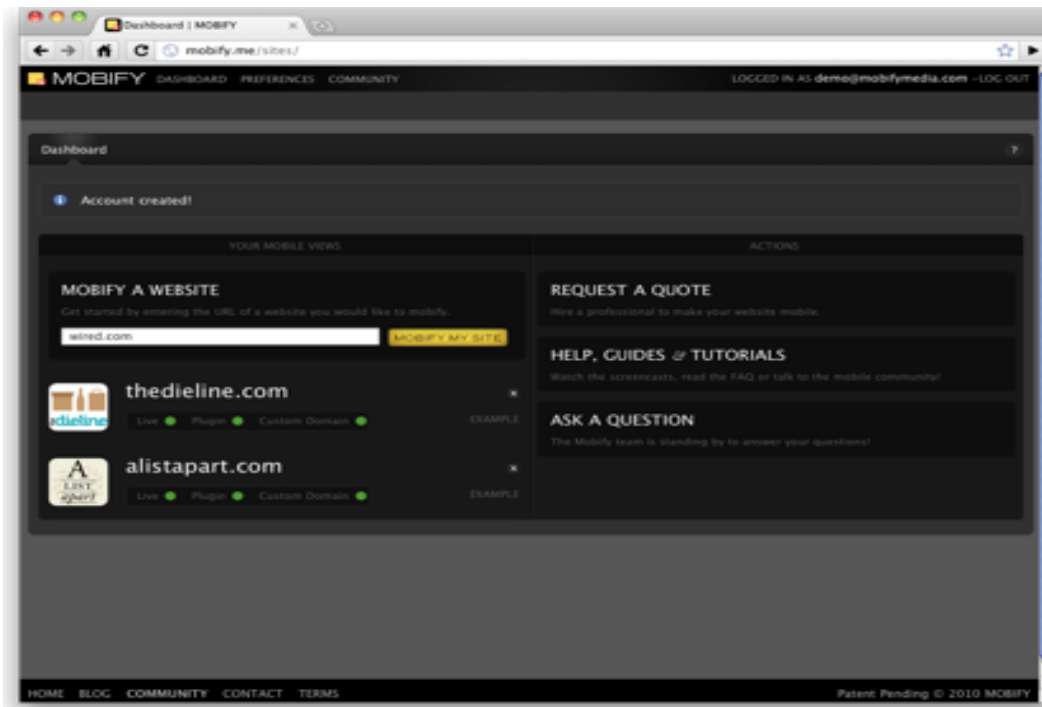 Dashboard | MOBIFY
mobify.me/sites/
MOBIFY DASHBOARD PREFERENCES COMMUNITY
LOGGED IN AS demo@mobifymedia.com - LOG OUT
Dashboard
?
Account created!
YOUR MOBILE VIEWS
MOBIFY A WEBSITE
Get started by entering the URL of a website you would like to mobify.
wired.com MOBIFY MY SITE
dieline
thedieline.com
Live Plugin Custom Domain EXAMPLE
A
LIST
apart
alistapart.com
Live Plugin Custom Domain EXAMPLE
ACTIONS
REQUEST A QUOTE
Hire a professional to make your website mobile.
HELP, GUIDES & TUTORIALS
Watch the screencasts, read the FAQ or talk to the mobile community!
ASK A QUESTION
The Mobify team is standing by to answer your questions!
HOME BLOG COMMUNITY CONTACT TERMS
Patent Pending © 2010 MOBIFY